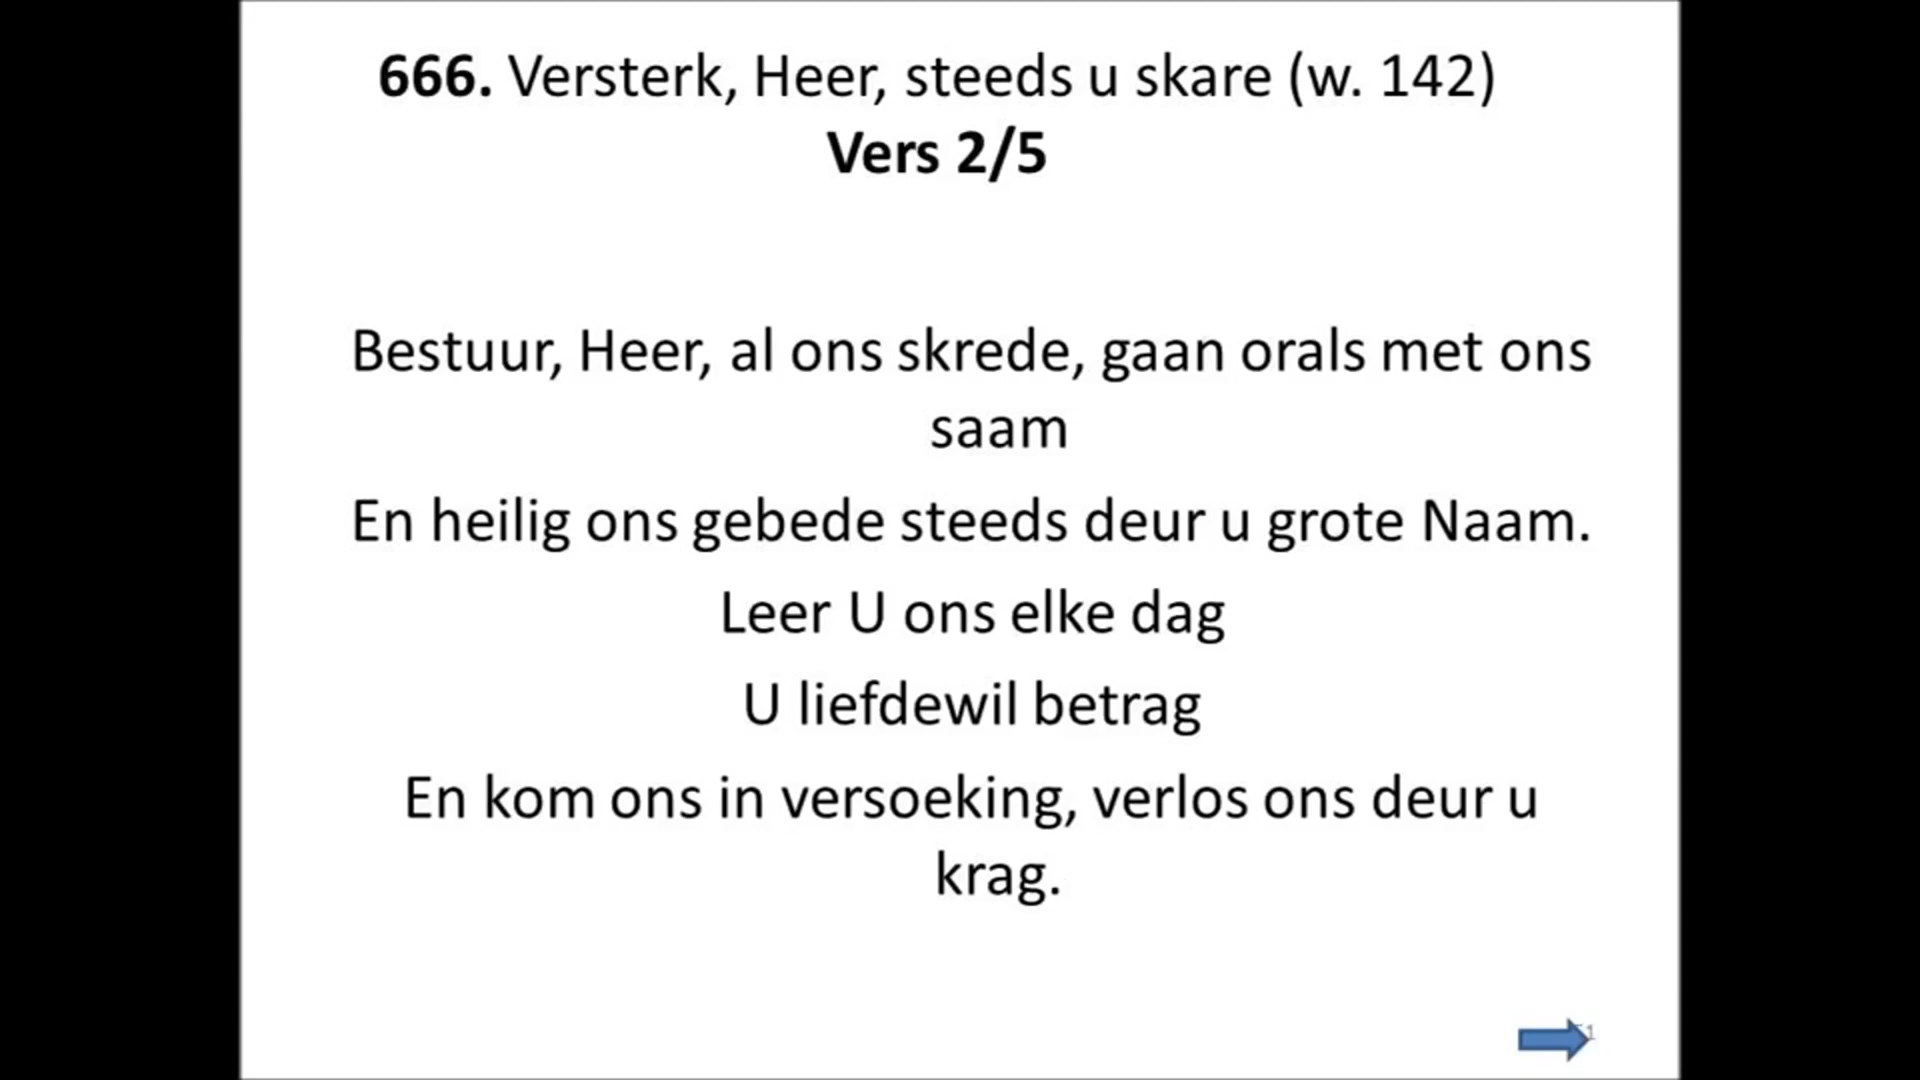 666. Versterk, Heer, steeds u skare (w. 142)
Vers 2/5
Bestuur, Heer, al ons skrede, gaan orals met ons
saam
En heilig ons gebede steeds deur u grote Naam.
Leer U ons elke dag
U liefdewil betrag
En kom ons in versoeking, verlos ons deur u
krag.